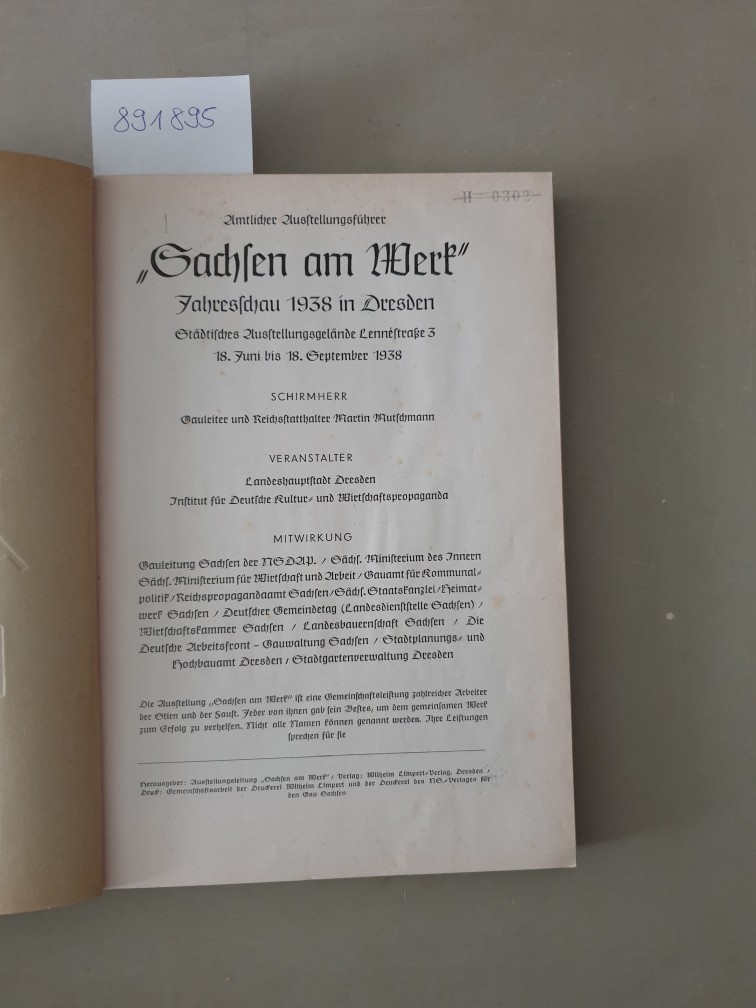 891895
H 0302
Amtlicher Ausstellungsführer
„Sachsen am Werk“
Jahresschau 1938 in Dresden
Städtisches Ausstellungsgelände Lennéstraße 3
18. Juni bis 18. September 1938
SCHIRMHERR
Gauleiter und Reichsstatthalter Martin Mutschmann
VERANSTALTER
Landeshauptstadt Dresden
Institut für Deutsche Kultur- und Wirtschaftspropaganda
MITWIRKUNG
Gauleitung Sachsen der NSDAP. / Sächs. Ministerium des Innern
Sächs. Ministerium für Wirtschaft und Arbeit / Gauamt für Kommunal-
politik / Reichspropagandaamt Sachsen / Sächs. Staatskanzlei / Heimat-
werk Sachsen / Deutscher Gemeindetag (Landesdienststelle Sachsen) /
Wirtschaftskammer Sachsen / Landesbauernschaft Sachsen / Die
Deutsche Arbeitsfront – Gauwaltung Sachsen / Stadtplanungs- und
Hochbauamt Dresden / Stadtgartenverwaltung Dresden
Die Ausstellung „Sachsen am Werk“ ist eine Gemeinschaftsleistung zahlreicher Arbeiter
der Stirn und der Faust. Jeder von ihnen gab sein Bestes, um dem gemeinsamen Werk
zum Erfolg zu verhelfen. Nicht alle Namen können genannt werden. Ihre Leistungen
sprechen für sie
Herausgeber: Ausstellungsleitung „Sachsen am Werk“ / Verlag: Wilhelm Limpert-Verlag, Dresden /
Druck: Gemeinschaftsarbeit der Druckerei Wilhelm Limpert und der Druckerei des NS.-Verlages für
den Gau Sachsen